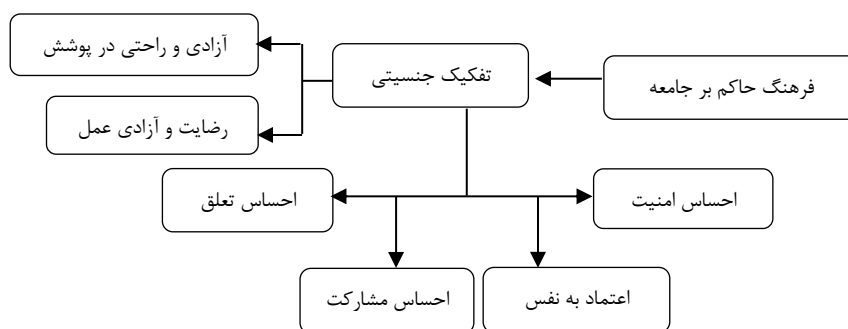 آزادی و راحتی در پوشش
تفکیک جنسیتی
فرهنگ حاکم بر جامعه
رضایت و آزادی عمل
احساس امنیت
احساس تعلق
اعتماد به نفس
احساس مشارکت